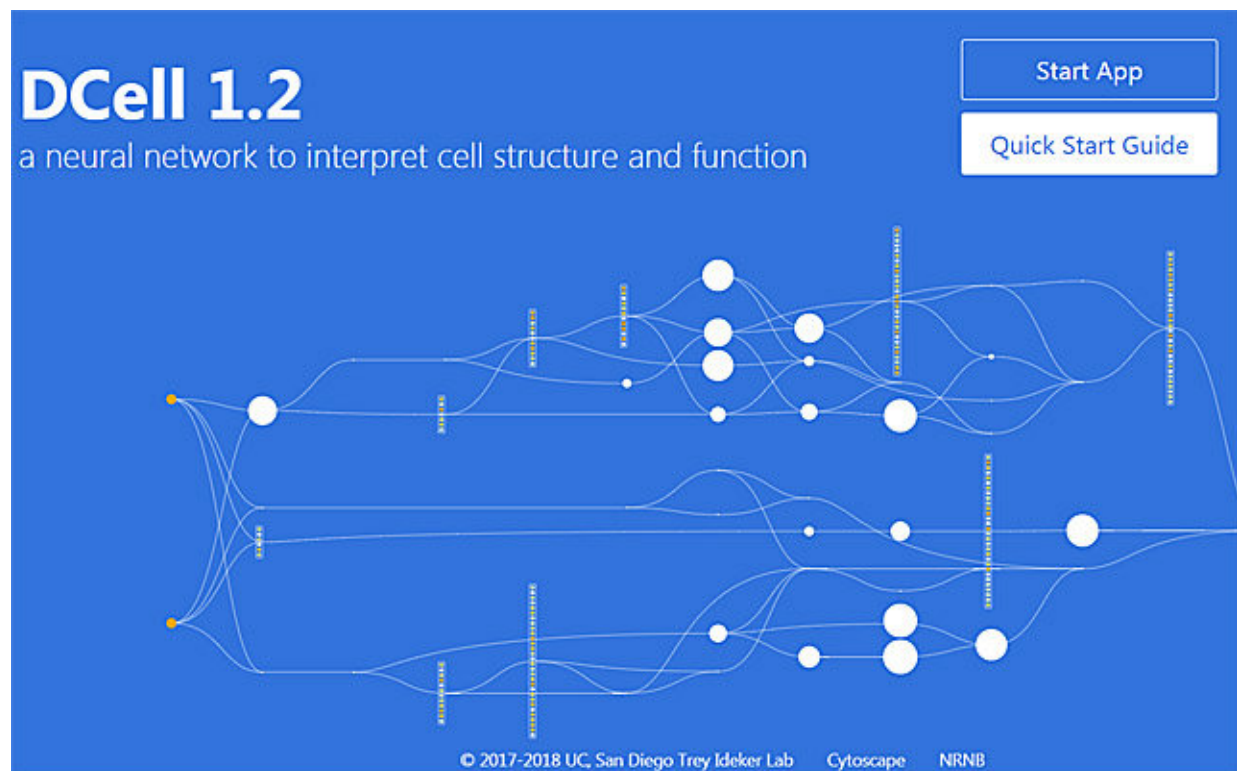 DCell 1.2
a neural network to interpret cell structure and function
Start App
Quick Start Guide
© 2017-2018 UC, San Diego Trey Ideker Lab Cytoscape NRNB